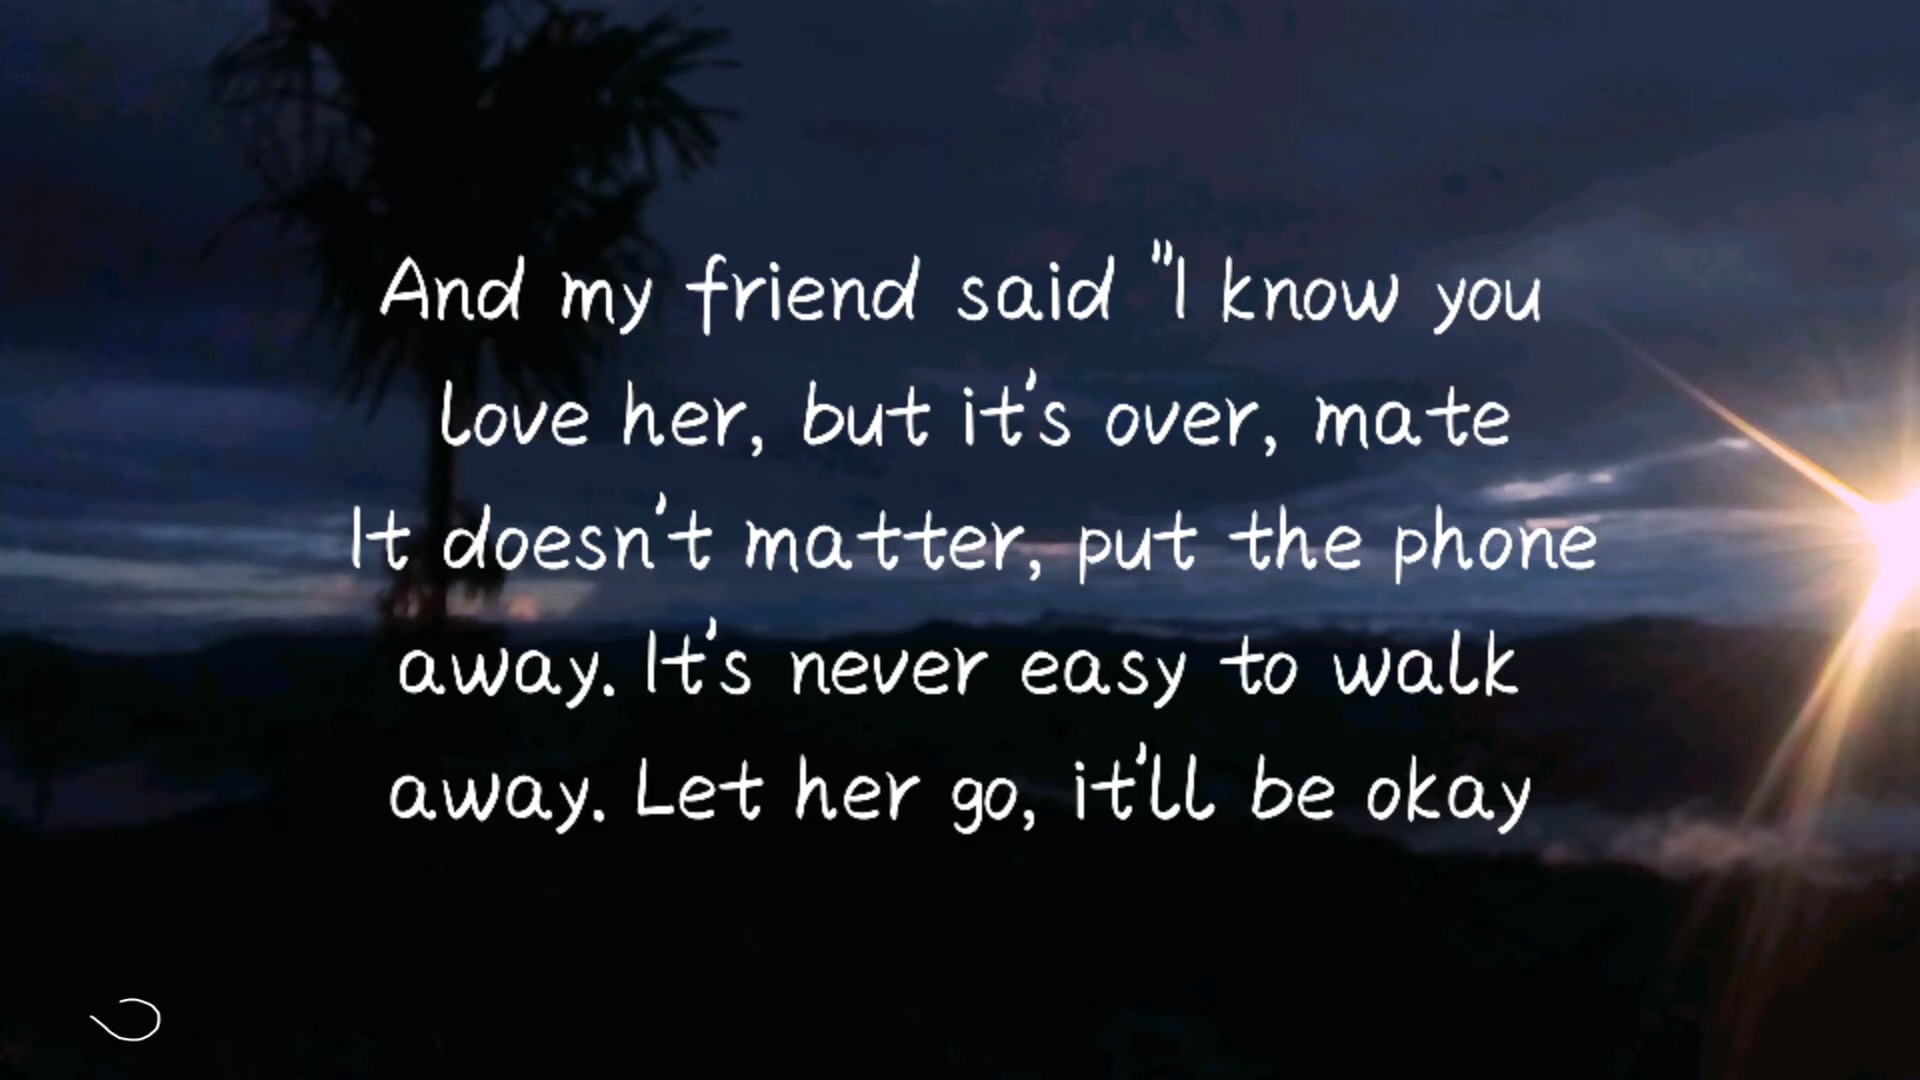 And my friend said "I know you
love her, but it's over, mate
It doesn't matter, put the phone
away. It's never easy to walk
away. Let her go, it'll be okay